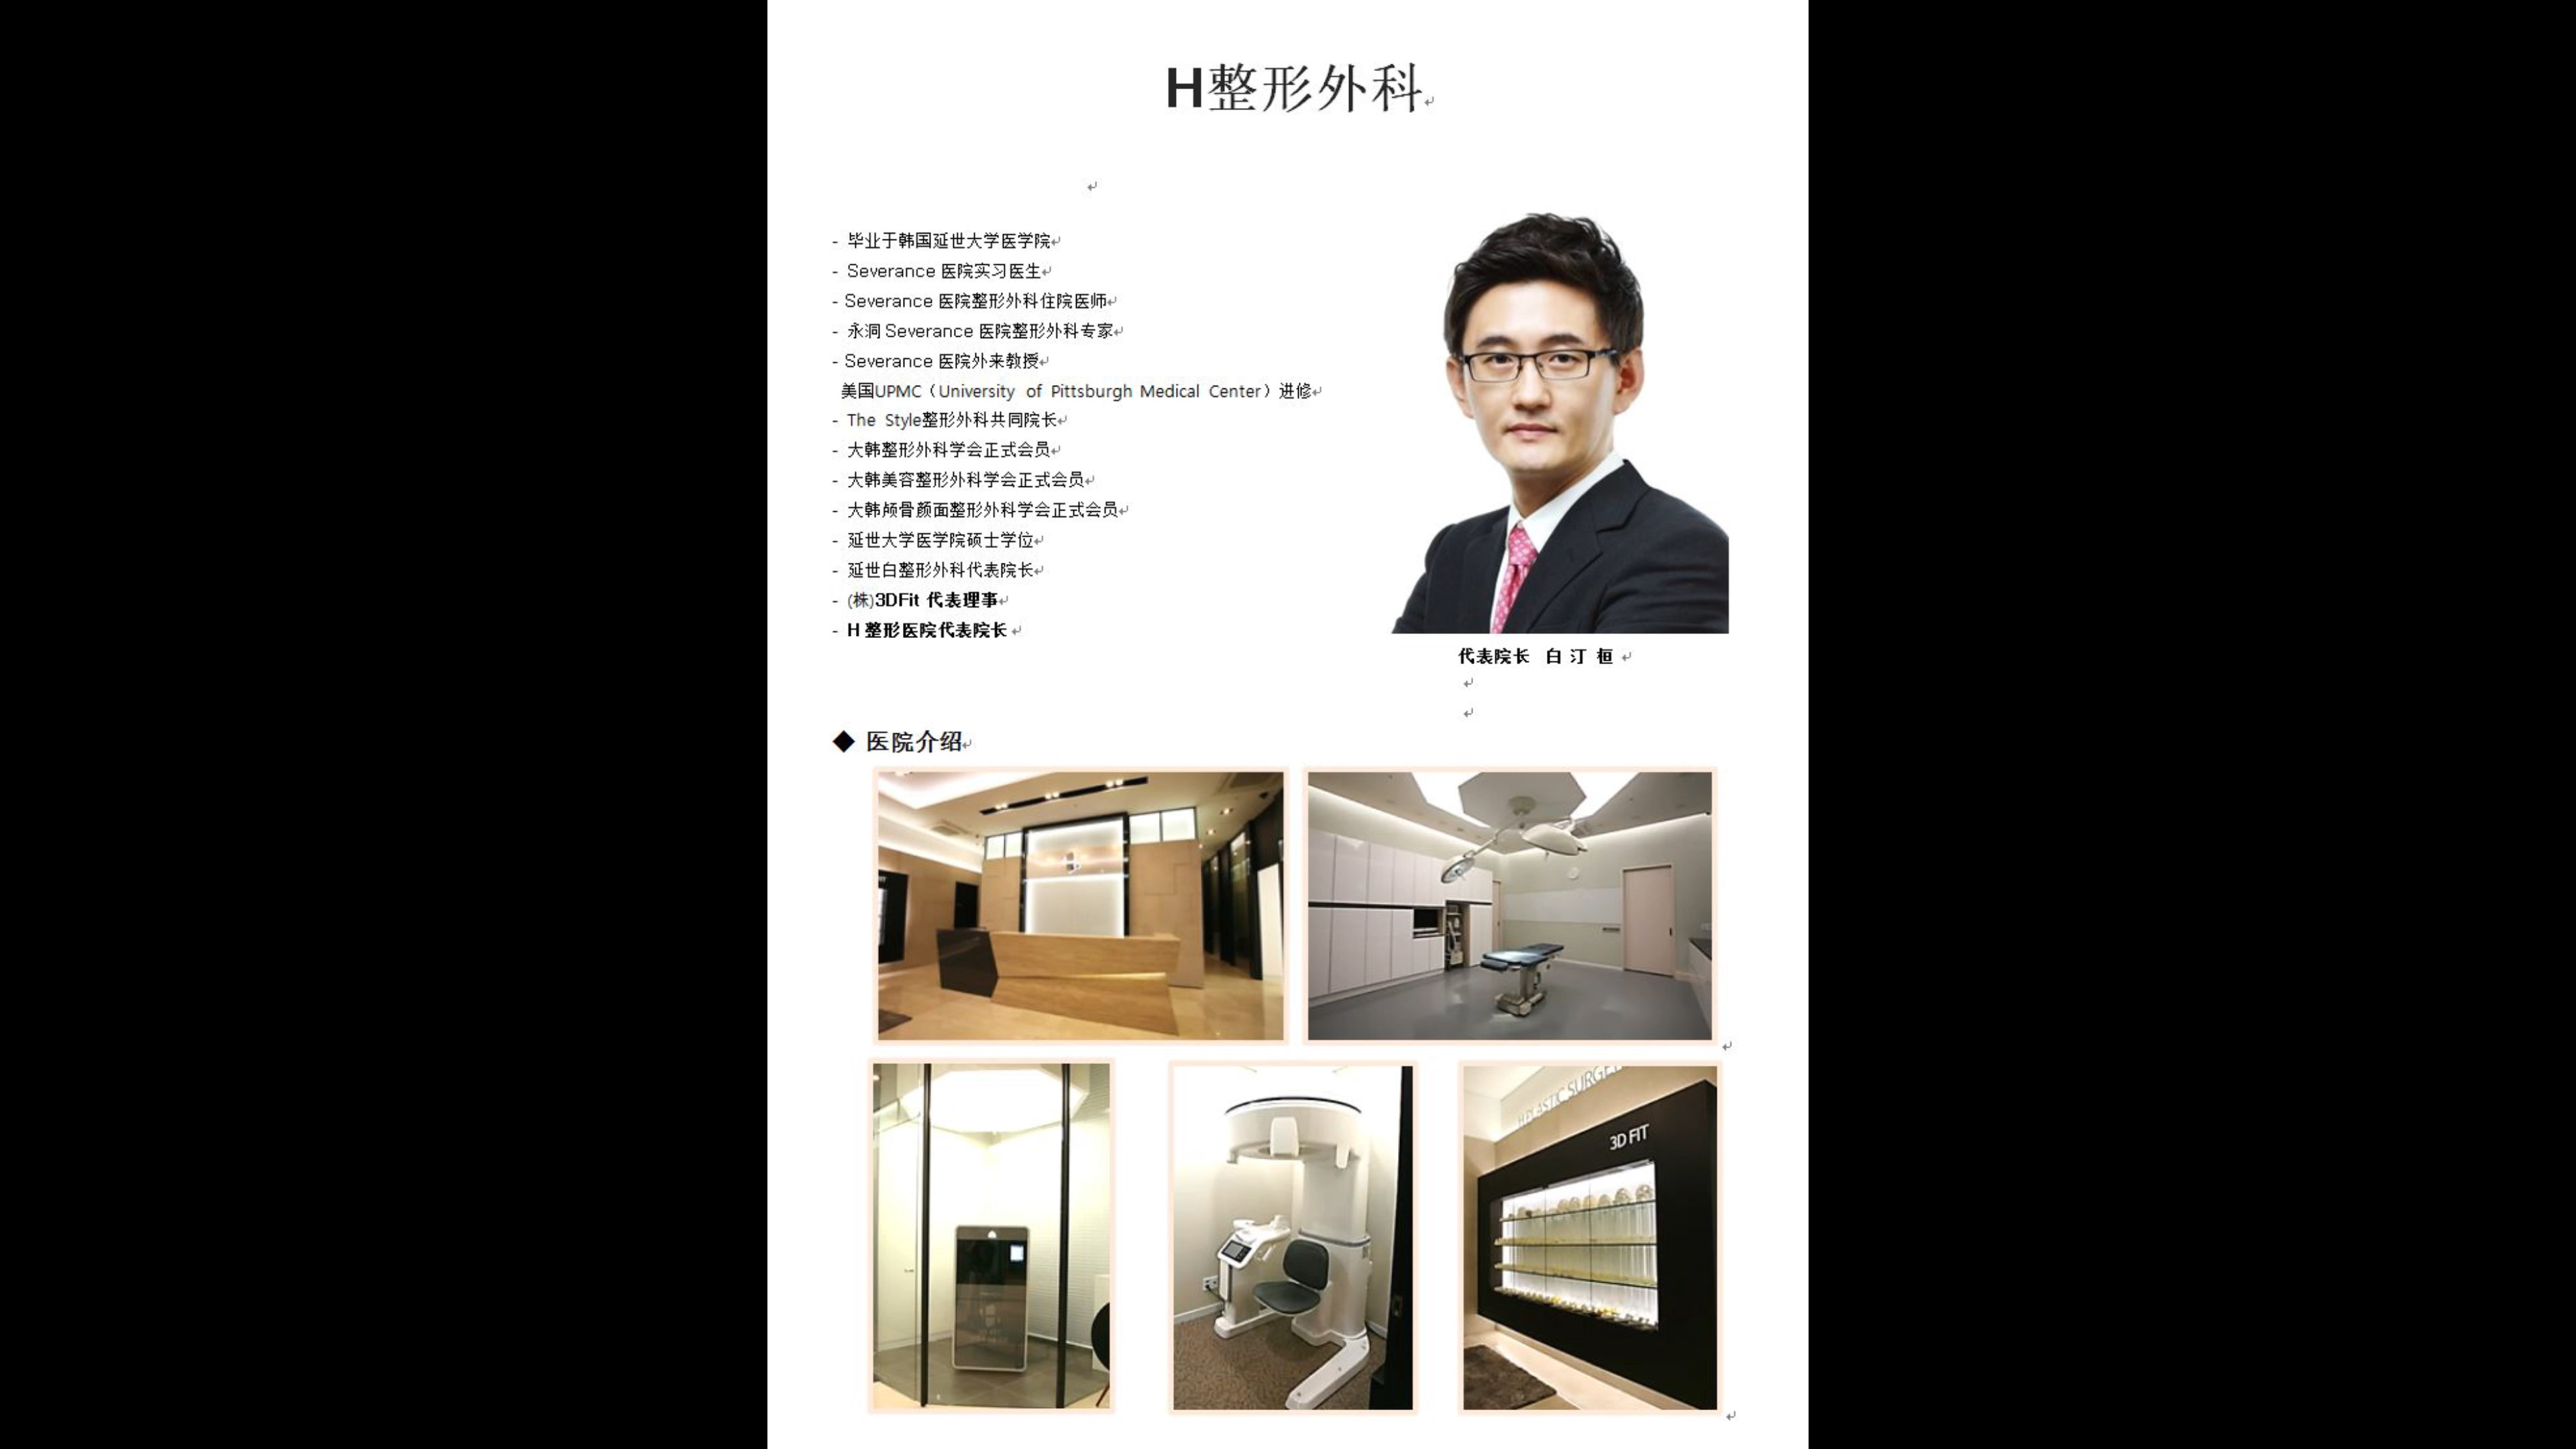 H整形外科
- 毕业于韩国延世大学医学院
- Severance 医院实习医生
- Severance 医院整形外科住院医师
- 永洞 Severance 医院整形外科专家
- Severance 医院外来教授
美国UPMC（University of Pittsburgh Medical Center）进修
- The Style整形外科共同院长
- 大韩整形外科学会正式会员
- 大韩美容整形外科学会正式会员
- 大韩颅骨颜面整形外科学会正式会员
- 延世大学医学院硕士学位
- 延世白整形外科代表院长
- (株)3DFit 代表理事
- H 整形医院代表院长
代表院长 白 汀 桓
◆ 医院介绍
H PLASTIC SURGE
3D FIT